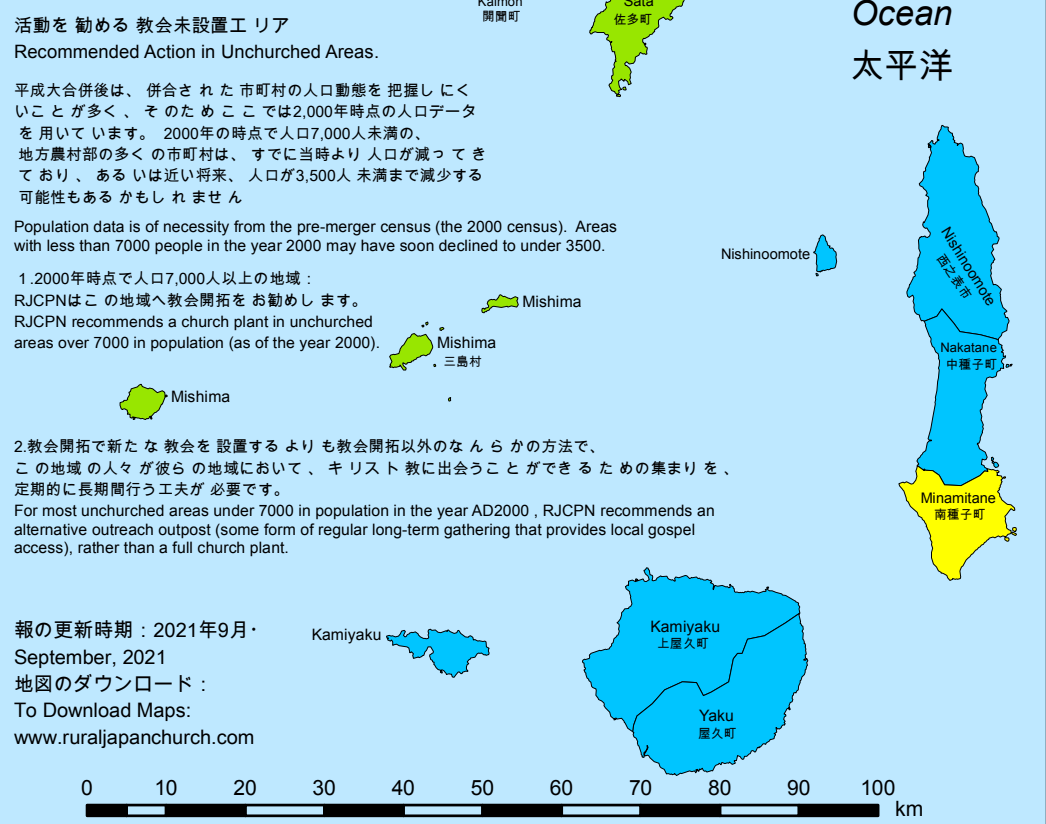 Kaimon
開聞町
Sata
佐多町
Ocean
太平洋
活動を 勧める 教会未設置エ リア
Recommended Action in Unchurched Areas.
平成大合併後は、 併合さ れ た 市町村の人口動態を 把握し にく
いこ と が多く 、 そ のた め こ こ では2,000年時点の人口データ
を 用いて います。 2000年の時点で人口7,000人未満の、
地方農村部の多く の市町村は、 すでに当時より 人口が減っ て き
て おり 、 ある いは近い将来、 人口が3,500人 未満まで減少する
可能性もある かもし れ ません
Population data is of necessity from the pre-merger census (the 2000 census). Areas
with less than 7000 people in the year 2000 may have soon declined to under 3500.
1.2000年時点で人口7,000人以上の地域：
RJCPNはこ の地域へ教会開拓を お勧めし ます。
RJCPN recommends a church plant in unchurched
areas over 7000 in population (as of the year 2000).
Mishima
Mishima
三島村
Mishima
Nishinoomote
Nishinoomote
西之表市
Nakatane
中種子町
Minamitane
南種子町
2.教会開拓で新た な 教会を 設置する より も教会開拓以外のな ん ら かの方法で、
こ の地域 の人々 が彼ら の地域において 、 キ リスト 教に出会うこ と ができ る た めの集まり を 、
定期的に長期間行う工夫が 必要です。
For most unchurched areas under 7000 in population in the year AD2000 , RJCPN recommends an
alternative outreach outpost (some form of regular long-term gathering that provides local gospel
access), rather than a full church plant.
Kamiyaku
Kamiyaku
上屋久町
Yaku
屋久町
報の更新時期：2021年9月･
September, 2021
地図のダウンロード：
To Download Maps:
www.ruraljapanchurch.com
0 10 20 30 40 50 60 70 80 90 100
km